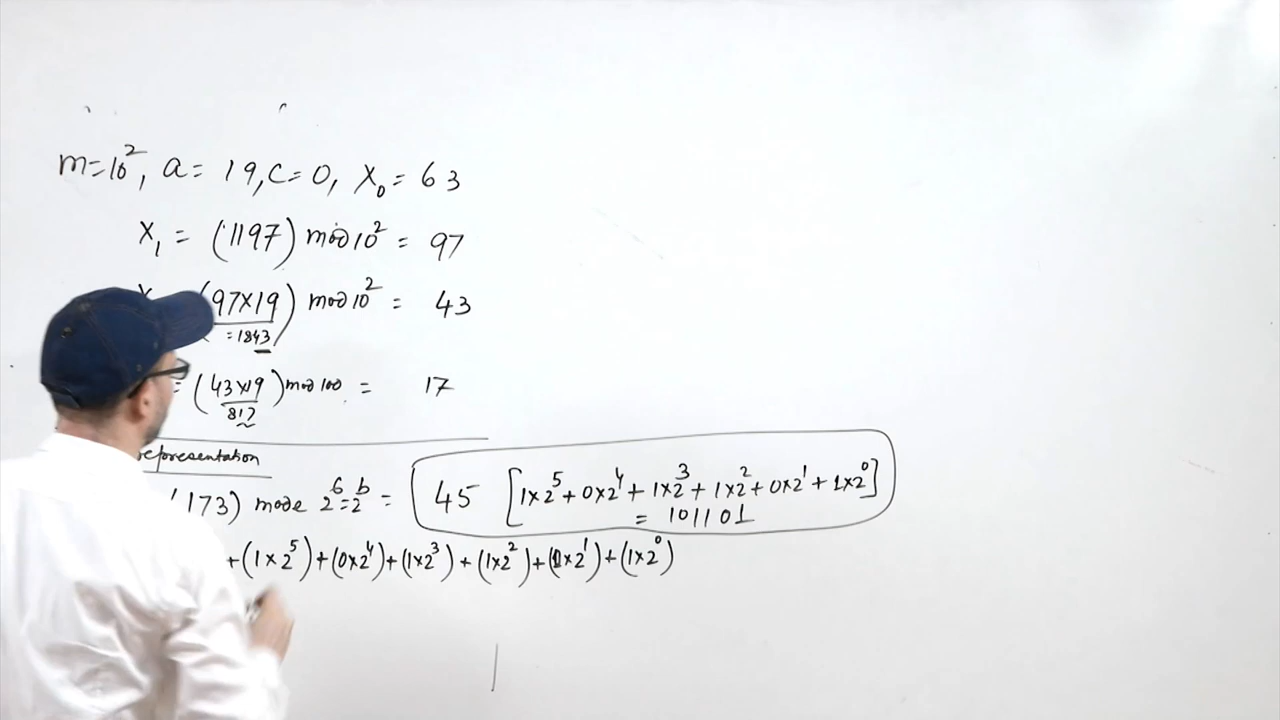 m=10², a= 19, c=0, X₀= 63
X₁ = (1197) mod 10² = 97
(97×19) mod 10² = 43
=1843
= (43×19) mod 100 = 17
817
representation
173) mode 2⁶=2ᵇ = 45 [1×2⁵+0×2⁴+1×2³+1×2²+0×2¹+1×2⁰]
= 101101
+(1×2⁵)+(0×2⁴)+(1×2³)+(1×2²)+(0×2¹)+(1×2⁰)